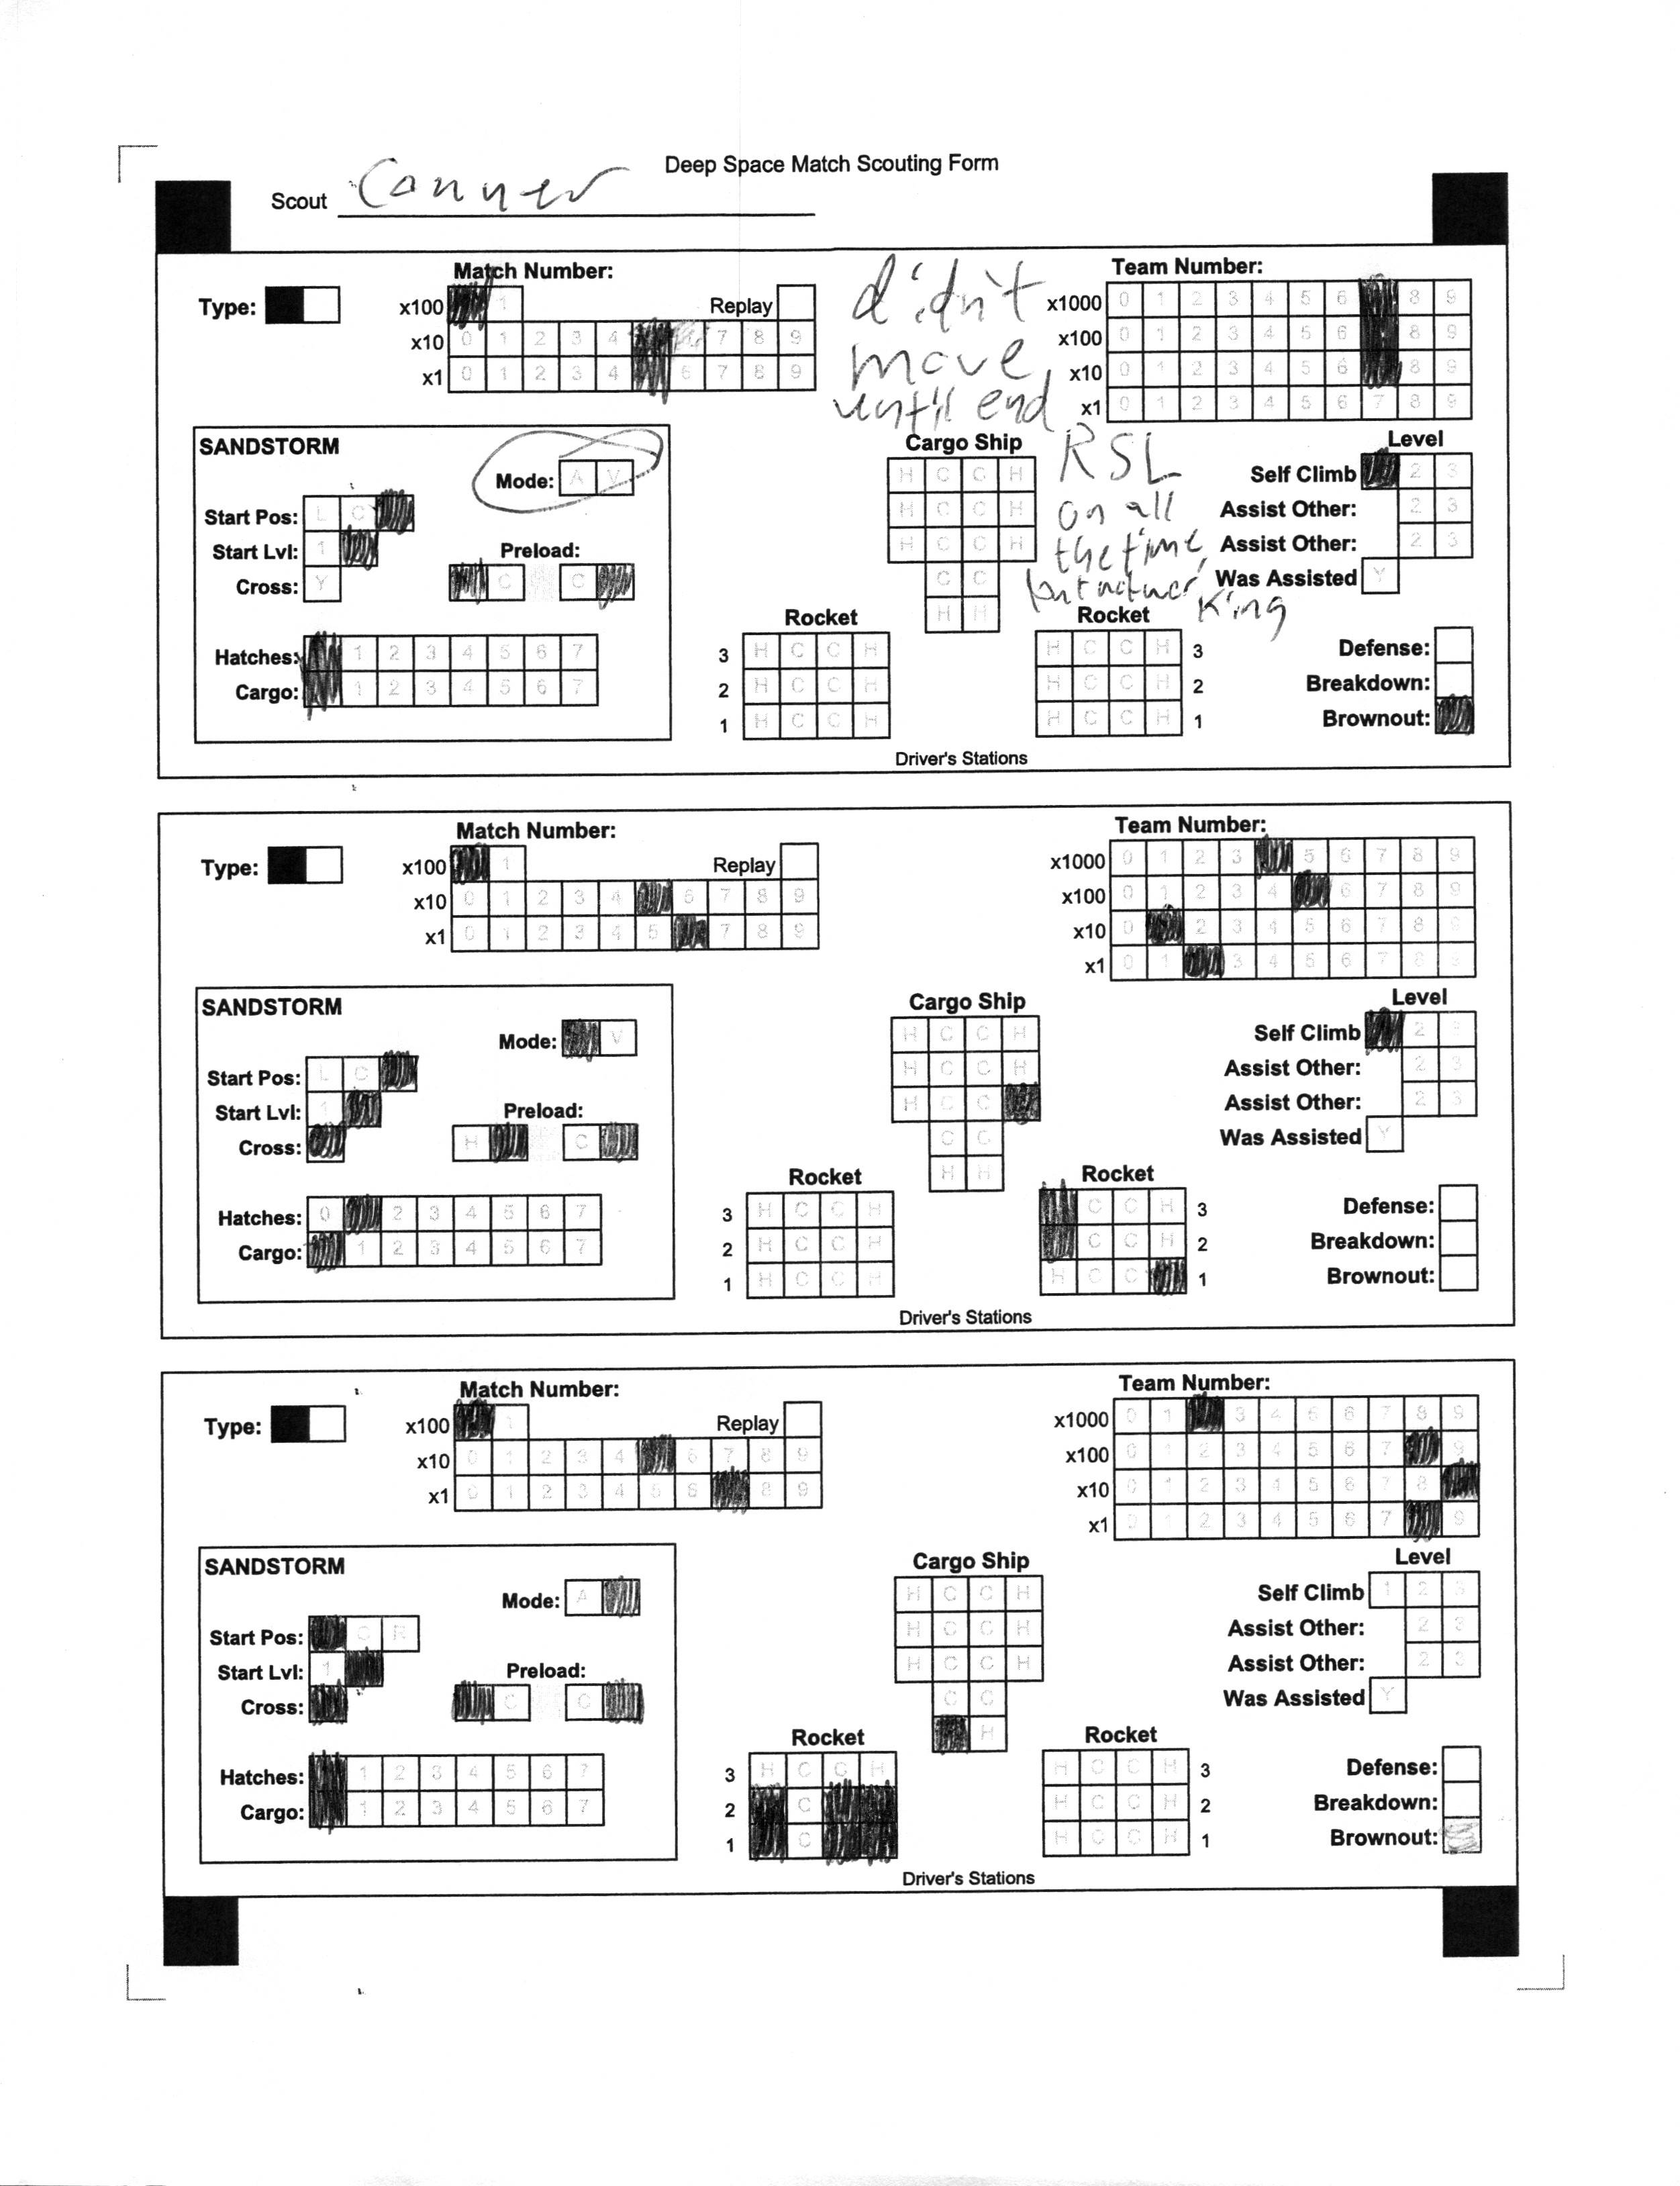 Deep Space Match Scouting Form
Scout Conner
Match Number:
Team Number:
Type:
x100 1 Replay
x10 0 1 2 3 4 7 8 9
x1 0 1 2 3 4 6 7 8 9
didn't
move
until end
x1000 0 1 2 3 4 5 6 8 9
x100 0 1 2 3 4 5 6 8 9
x10 0 1 2 3 4 5 6 8 9
x1 0 1 2 3 4 5 6 7 8 9
SANDSTORM
Mode: A V
Start Pos: L C
Start Lvl: 1
Cross: Y
Preload:
C C
Hatches: 1 2 3 4 5 6 7
Cargo: 1 2 3 4 5 6 7
Cargo Ship
H C C H
H C C H
H C C H
C C
H H
RSL
on all
the time,
but not wor
king
Level
Self Climb 2 3
Assist Other: 2 3
Assist Other: 2 3
Was Assisted Y
Rocket
3 H C C H
2 H C C H
1 H C C H
Rocket
H C C H 3
H C C H 2
H C C H 1
Defense:
Breakdown:
Brownout:
Driver's Stations
Match Number:
Team Number:
Type:
x100 1 Replay
x10 0 1 2 3 4 6 7 8 9
x1 0 1 2 3 4 5 7 8 9
x1000 0 1 2 3 5 6 7 8 9
x100 0 1 2 3 4 6 7 8 9
x10 0 2 3 4 5 6 7 8 9
x1 0 1 3 4 5 6 7 8 9
SANDSTORM
Mode: V
Start Pos: L C
Start Lvl: 1
Cross:
Preload:
H C
Hatches: 0 2 3 4 5 6 7
Cargo: 1 2 3 4 5 6 7
Cargo Ship
H C C H
H C C H
H C C
C C
H H
Level
Self Climb 2 3
Assist Other: 2 3
Assist Other: 2 3
Was Assisted Y
Rocket
3 H C C H
2 H C C H
1 H C C H
Rocket
C C H 3
C C H 2
H C C 1
Defense:
Breakdown:
Brownout:
Driver's Stations
Match Number:
Team Number:
Type:
x100 1 Replay
x10 0 1 2 3 4 6 7 8 9
x1 0 1 2 3 4 5 6 8 9
x1000 0 1 3 4 5 6 7 8 9
x100 0 1 2 3 4 5 6 7 9
x10 0 1 2 3 4 5 6 7 8
x1 0 1 2 3 4 5 6 7 9
SANDSTORM
Mode: A
Start Pos: C R
Start Lvl: 1
Cross:
Preload:
C C
Hatches: 1 2 3 4 5 6 7
Cargo: 1 2 3 4 5 6 7
Cargo Ship
H C C H
H C C H
H C C H
C C
H
Level
Self Climb 1 2 3
Assist Other: 2 3
Assist Other: 2 3
Was Assisted Y
Rocket
3 H C C H
2 C
1 C
Rocket
H C C H 3
H C C H 2
H C C H 1
Defense:
Breakdown:
Brownout:
Driver's Stations